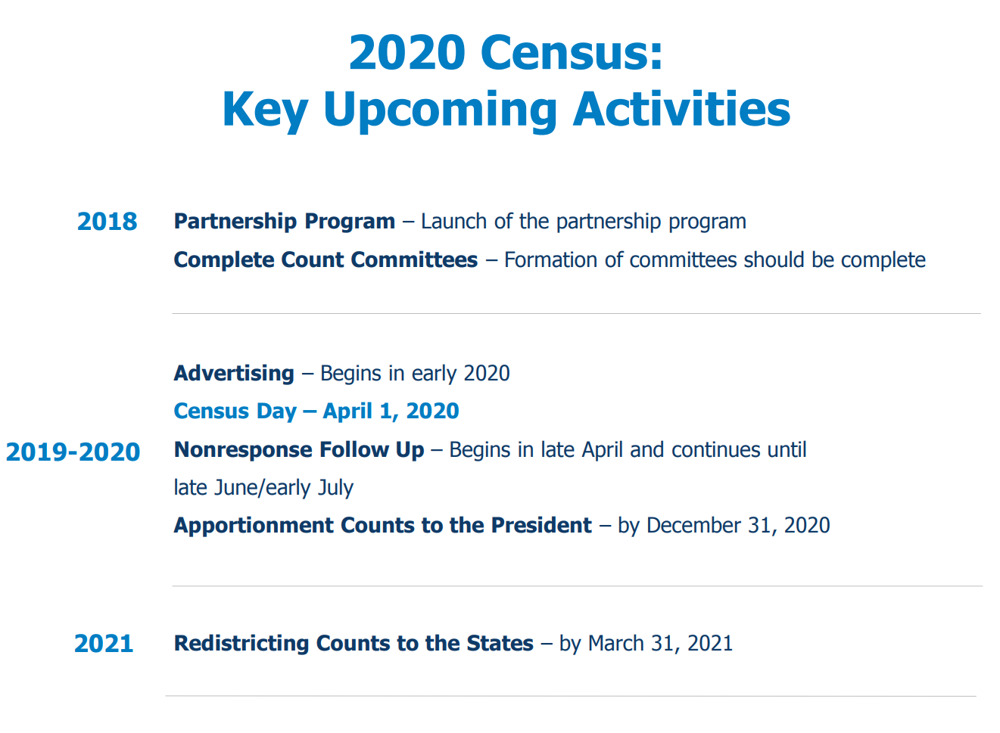 2020 Census:
Key Upcoming Activities
2018
Partnership Program – Launch of the partnership program
Complete Count Committees – Formation of committees should be complete
2019-2020
Advertising – Begins in early 2020
Census Day – April 1, 2020
Nonresponse Follow Up – Begins in late April and continues until
late June/early July
Apportionment Counts to the President – by December 31, 2020
2021
Redistricting Counts to the States – by March 31, 2021